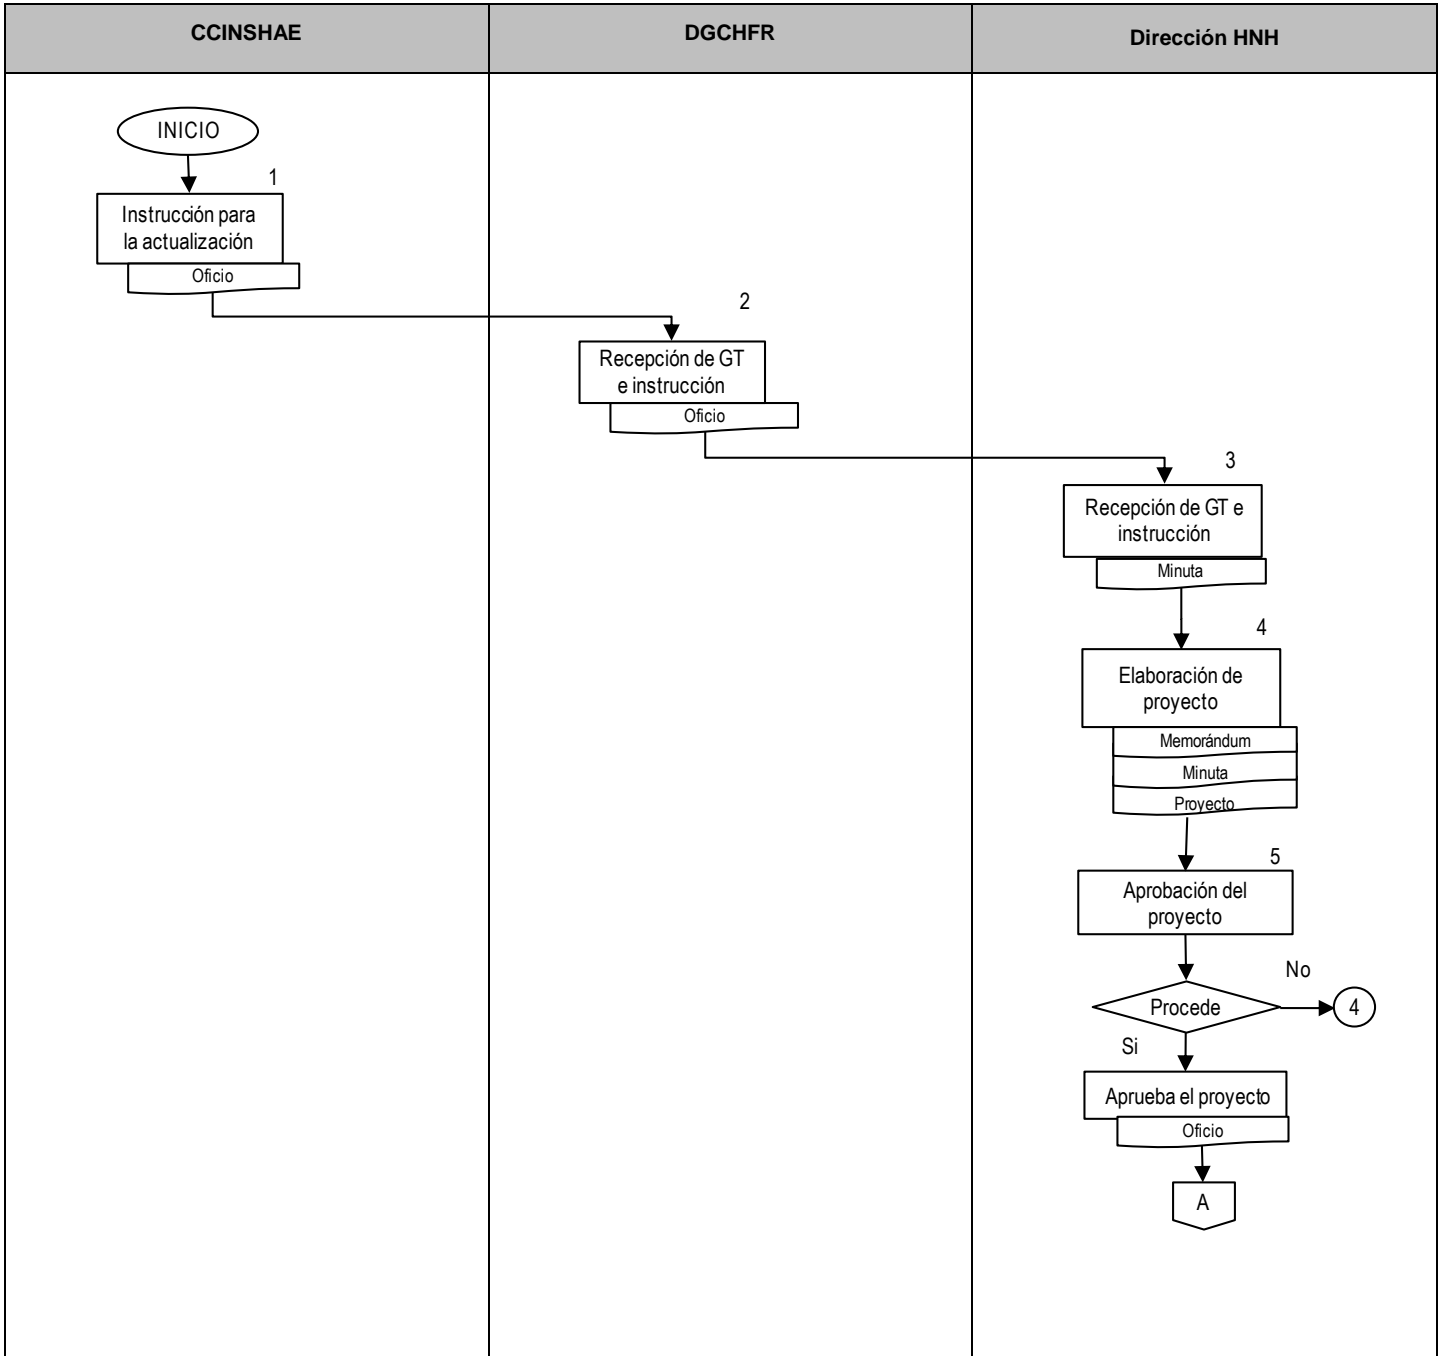 CCINSHAE
DGCHFR
Dirección HNH
INICIO
1
Instrucción para
la actualización
Oficio
2
Recepción de GT
e instrucción
Oficio
3
Recepción de GT e
instrucción
Minuta
4
Elaboración de
proyecto
Memorándum
Minuta
Proyecto
5
Aprobación del
proyecto
No
Procede
4
Si
Aprueba el proyecto
Oficio
A